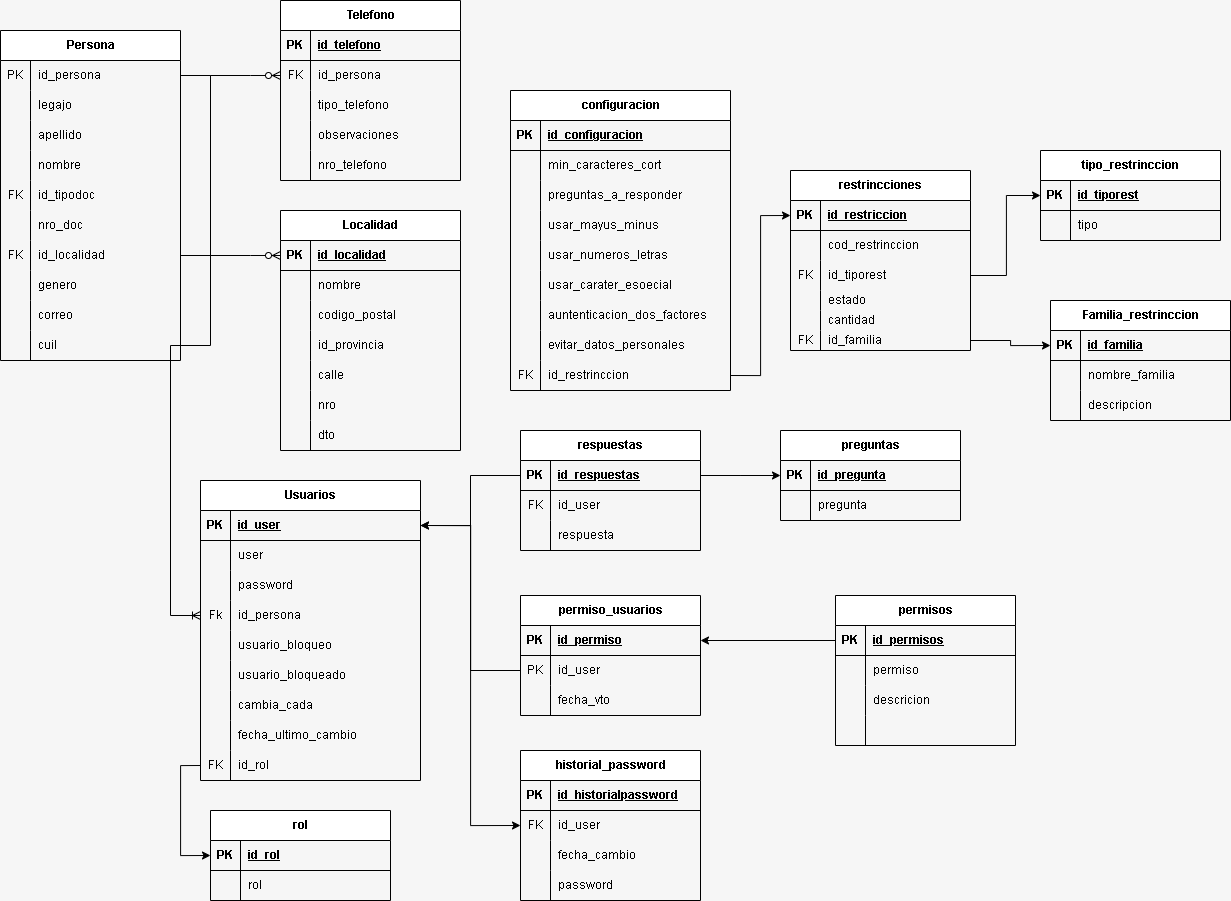 Persona
PK id_persona
legajo
apellido
nombre
FK id_tipodoc
nro_doc
FK id_localidad
genero
correo
cuil
Telefono
PK id_telefono
FK id_persona
tipo_telefono
observaciones
nro_telefono
Localidad
PK id_localidad
nombre
codigo_postal
id_provincia
calle
nro
dto
configuracion
PK id_configuracion
min_caracteres_cort
preguntas_a_responder
usar_mayus_minus
usar_numeros_letras
usar_carater_esoecial
auntenticacion_dos_factores
evitar_datos_personales
FK id_restrinccion
restrincciones
PK id_restriccion
cod_restrinccion
FK id_tiporest
estado
cantidad
FK id_familia
tipo_restrinccion
PK id_tiporest
tipo
Familia_restrinccion
PK id_familia
nombre_familia
descripcion
Usuarios
PK id_user
user
password
Fk id_persona
usuario_bloqueo
usuario_bloqueado
cambia_cada
fecha_ultimo_cambio
FK id_rol
rol
PK id_rol
rol
respuestas
PK id_respuestas
FK id_user
respuesta
preguntas
PK id_pregunta
pregunta
permiso_usuarios
PK id_permiso
PK id_user
fecha_vto
permisos
PK id_permisos
permiso
descricion
historial_password
PK id_historialpassword
FK id_user
fecha_cambio
password